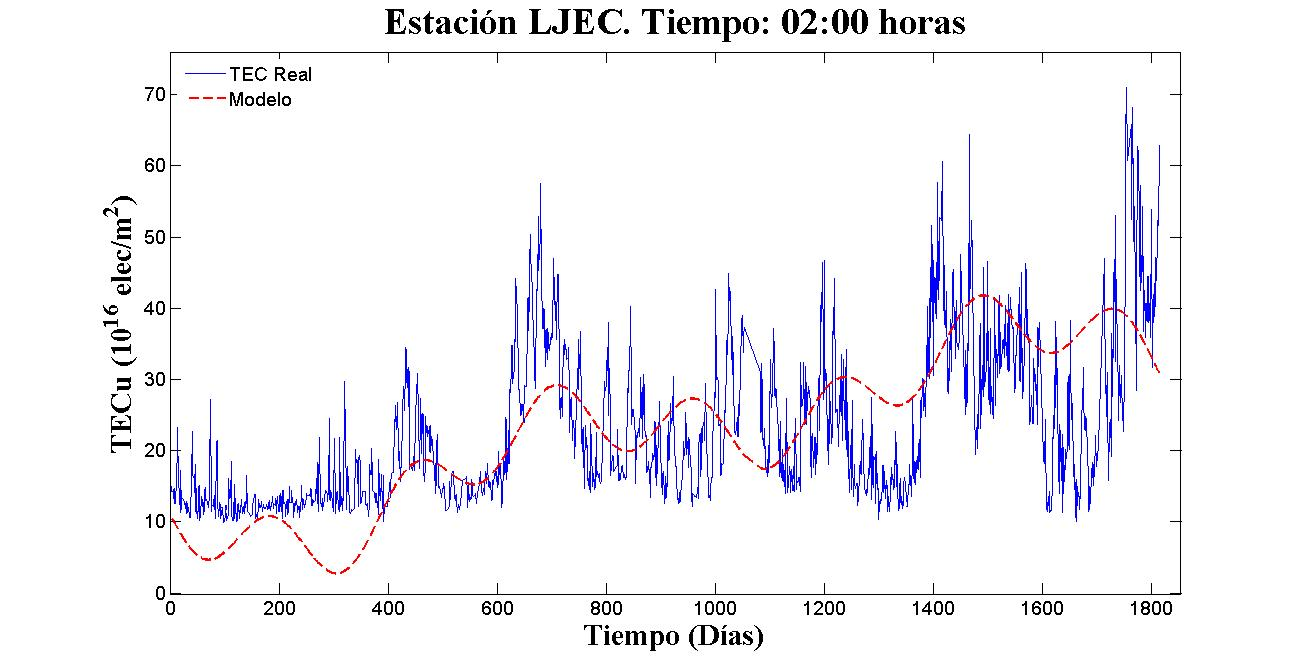 Estación LJEC. Tiempo: 02:00 horas
TEC Real
Modelo
70
60
50
40
30
20
10
0
TECu (10^16 elec/m^2)
0 200 400 600 800 1000 1200 1400 1600 1800
Tiempo (Días)